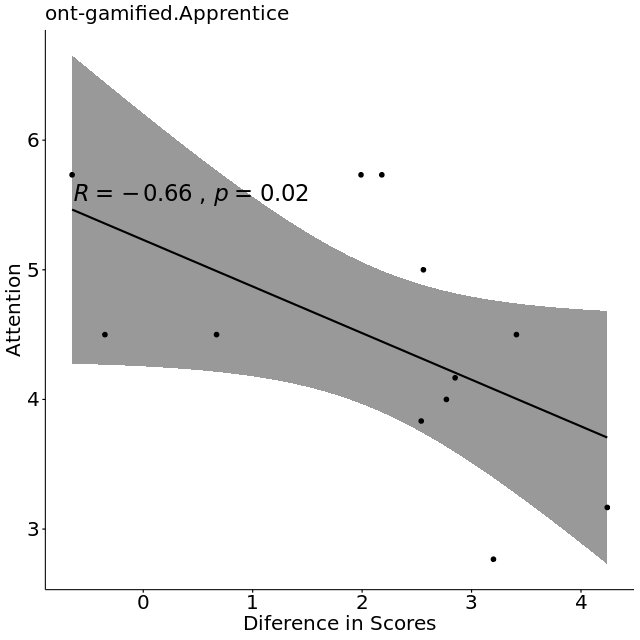 ont-gamified.Apprentice
6
R = −0.66 , p = 0.02
5
Attention
4
3
0 1 2 3 4
Diference in Scores